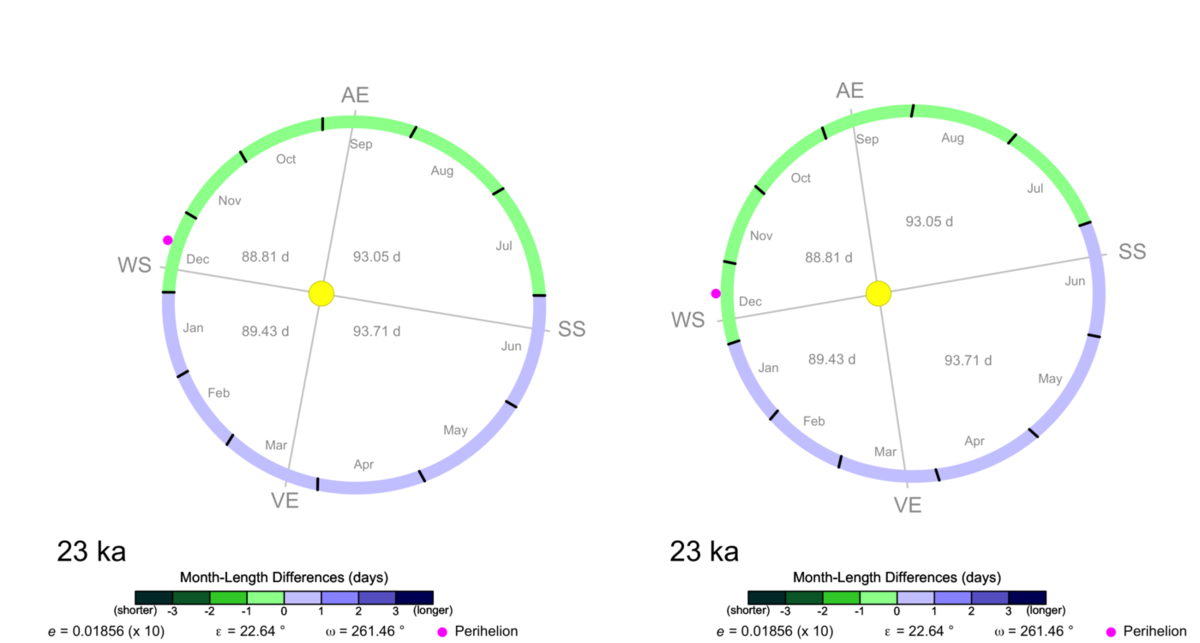 AE
Sep
Oct
Aug
Nov
Jul
WS
Dec
88.81 d
93.05 d
SS
Jan
89.43 d
93.71 d
Jun
Feb
May
Mar
Apr
VE
23 ka
Month-Length Differences (days)
(shorter) -3 -2 -1 0 1 2 3 (longer)
e = 0.01856 (x 10) ε = 22.64 ° ω = 261.46 ° Perihelion
AE
Sep
Aug
Oct
Jul
93.05 d
Nov
88.81 d
SS
Jun
Dec
WS
89.43 d
93.71 d
Jan
May
Feb
Apr
Mar
VE
23 ka
Month-Length Differences (days)
(shorter) -3 -2 -1 0 1 2 3 (longer)
e = 0.01856 (x 10) ε = 22.64 ° ω = 261.46 ° Perihelion